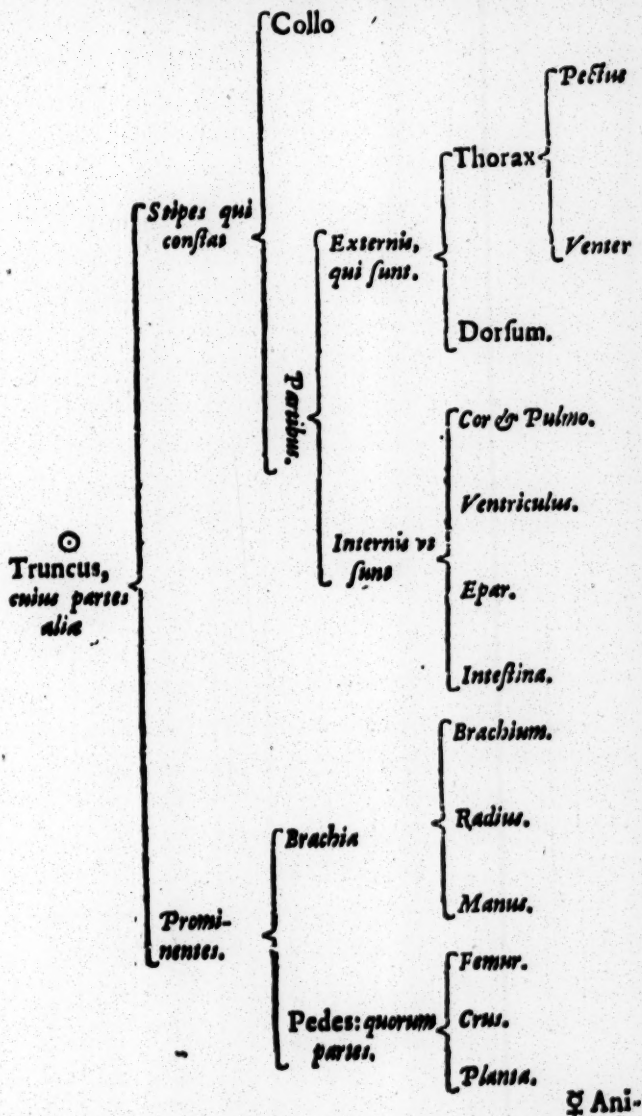 Collo
Pectus
Thorax
Stipes qui
constat
Externis,
qui sunt.
Venter
Dorsum.
Partibus.
Cor & Pulmo.
Ventriculus.
☉
Truncus,
cuius partes
aliæ
Internis vt
sunt
Epar.
Intestina.
Brachium.
Brachia
Radius.
Manus.
Promi-
nentes.
Femur.
Pedes: quorum
partes.
Crus.
Planta.
☿ Ani-